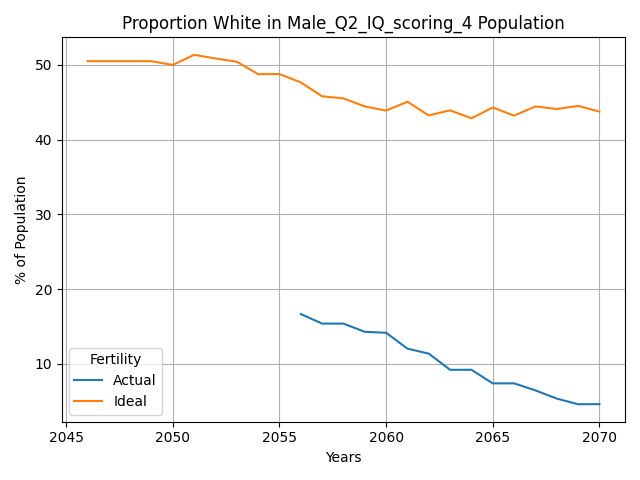 Proportion White in Male_Q2_IQ_scoring_4 Population
% of Population
50
40
30
20
10
Fertility
Actual
Ideal
2045 2050 2055 2060 2065 2070
Years